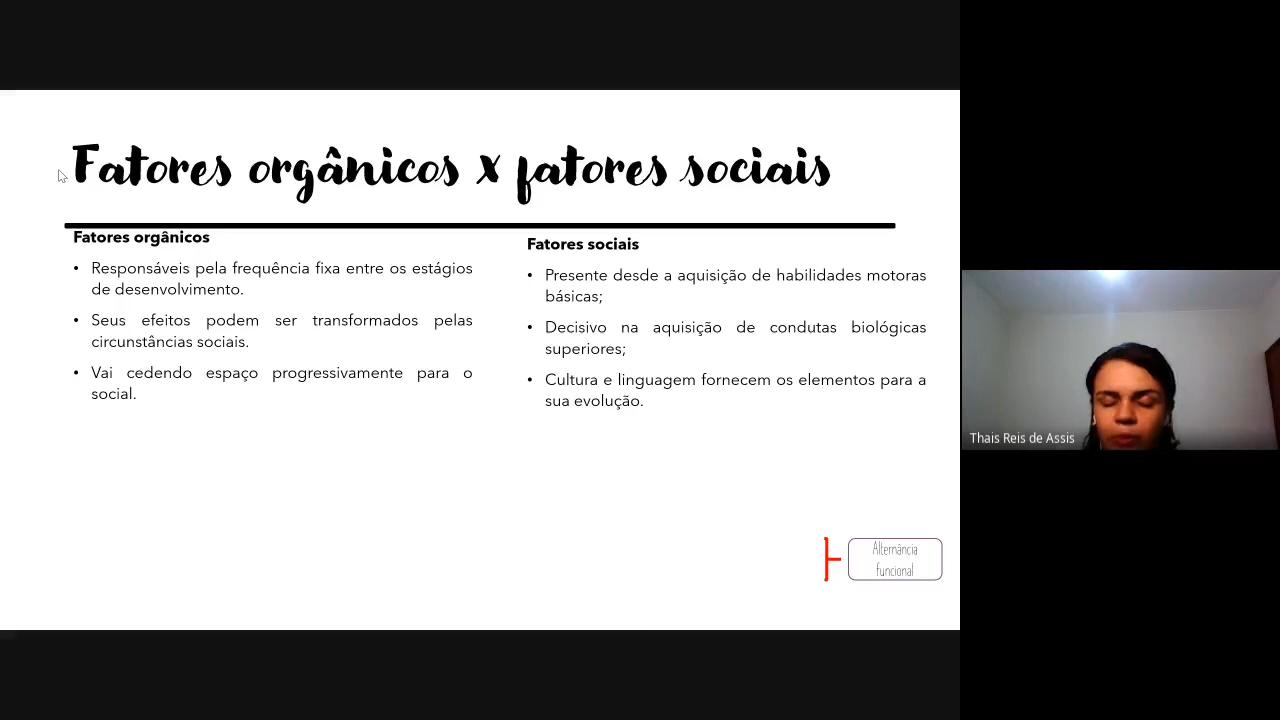 Fatores orgânicos x fatores sociais
Fatores orgânicos
• Responsáveis pela frequência fixa entre os estágios
de desenvolvimento.
• Seus efeitos podem ser transformados pelas
circunstâncias sociais.
• Vai cedendo espaço progressivamente para o
social.
Fatores sociais
• Presente desde a aquisição de habilidades motoras
básicas;
• Decisivo na aquisição de condutas biológicas
superiores;
• Cultura e linguagem fornecem os elementos para a
sua evolução.
Alternância
funcional
Thais Reis de Assis